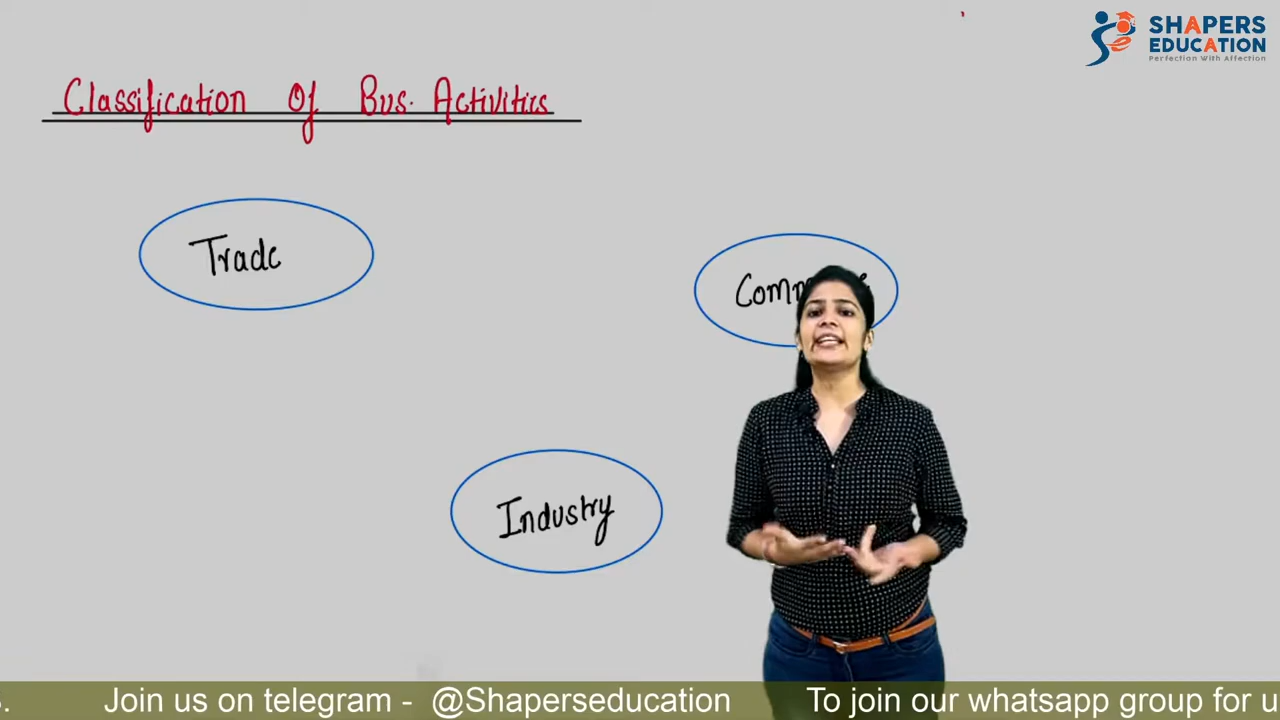 SHAPERS
EDUCATION
Perfection With Affection
Classification Of Bus. Activities
Trade
Industry
Join us on telegram - @Shaperseducation To join our whatsapp group for u